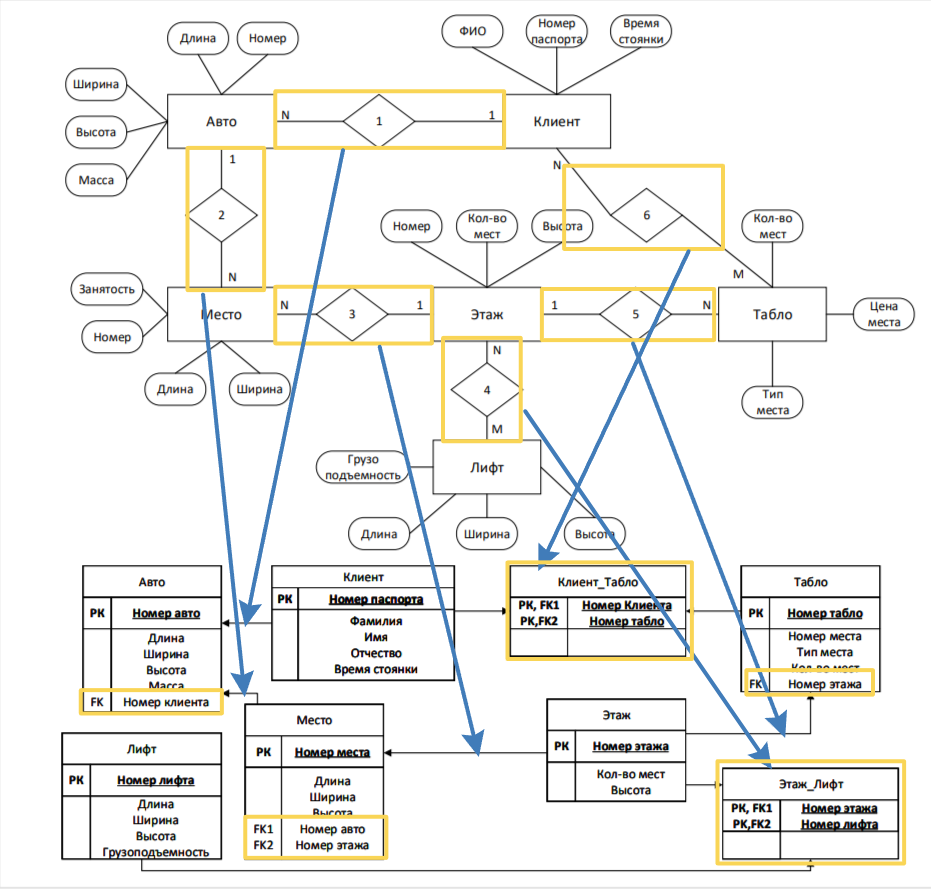 Длина
Номер
ФИО
Номер
паспорта
Время
стоянки
Ширина
Авто
N
1
1
Клиент
Высота
1
Масса
N
2
6
Номер
Кол-во
мест
Высота
Кол-во
мест
M
Занятость
N
Место
N
3
1
Этаж
1
5
N
Табло
Цена
места
Номер
N
Длина
Ширина
4
Тип
места
M
Грузо
подъемность
Лифт
Длина
Ширина
Высота
Авто
PK
Номер авто
Длина
Ширина
Высота
Масса
FK
Номер клиента
Клиент
PK
Номер паспорта
Фамилия
Имя
Отчество
Время стоянки
Клиент_Табло
PK, FK1
Номер Клиента
PK,FK2
Номер табло
Табло
PK
Номер табло
Номер места
Тип места
Кол-во мест
FK
Номер этажа
Лифт
PK
Номер лифта
Длина
Ширина
Высота
Грузоподъемность
Место
PK
Номер места
Длина
Ширина
Высота
FK1
Номер авто
FK2
Номер этажа
Этаж
PK
Номер этажа
Кол-во мест
Высота
Этаж_Лифт
PK, FK1
Номер этажа
PK,FK2
Номер лифта